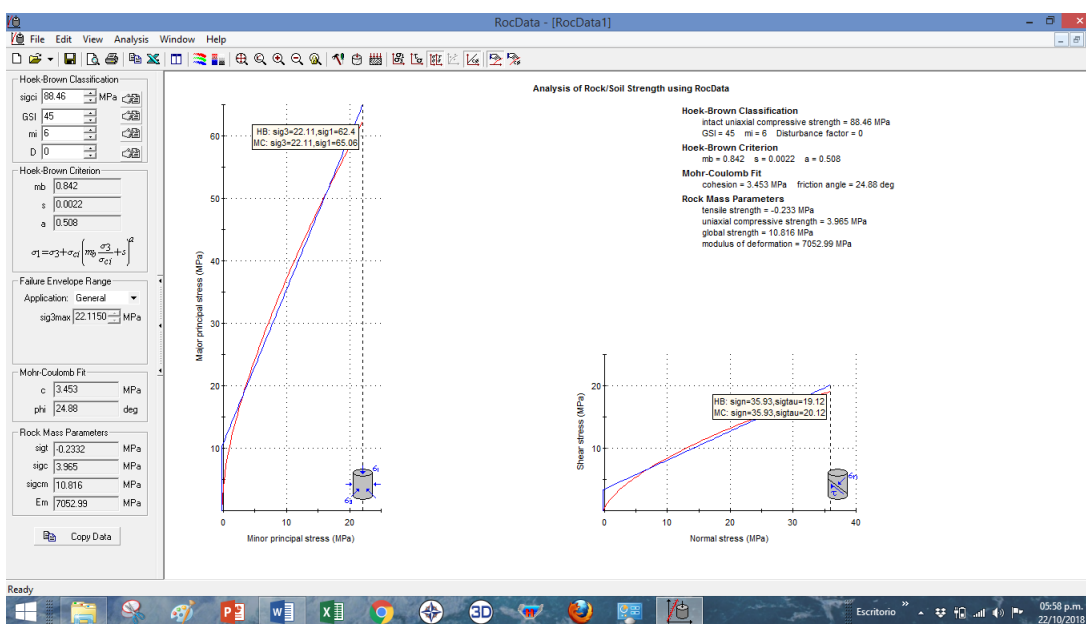 RocData - [RocData1]
File Edit View Analysis Window Help
Hoek-Brown Classification
sigci 88.46 MPa
GSI 45
mi 6
D 0
Hoek-Brown Criterion
mb 0.842
s 0.0022
a 0.508
σ1=σ3+σci(mb σ3/σci+s)^a
Failure Envelope Range
Application: General
sig3max 22.1150 MPa
Mohr-Coulomb Fit
c 3.453 MPa
phi 24.88 deg
Rock Mass Parameters
sigt -0.2332 MPa
sigc 3.965 MPa
sigcm 10.816 MPa
Em 7052.99 MPa
Copy Data
Analysis of Rock/Soil Strength using RocData
Hoek-Brown Classification
intact uniaxial compressive strength = 88.46 MPa
GSI = 45 mi = 6 Disturbance factor = 0
Hoek-Brown Criterion
mb = 0.842 s = 0.0022 a = 0.508
Mohr-Coulomb Fit
cohesion = 3.453 MPa friction angle = 24.88 deg
Rock Mass Parameters
tensile strength = -0.233 MPa
uniaxial compressive strength = 3.965 MPa
global strength = 10.816 MPa
modulus of deformation = 7052.99 MPa
HB: sig3=22.11,sig1=62.4
MC: sig3=22.11,sig1=65.06
60
50
40
30
20
10
Major principal stress (MPa)
σ1
σ3
0 10 20
Minor principal stress (MPa)
HB: sign=35.93,sigtau=19.12
MC: sign=35.93,sigtau=20.12
20
10
Shear stress (MPa)
σn
τ
0 10 20 30 40
Normal stress (MPa)
Ready
Escritorio
05:58 p.m.
22/10/2018